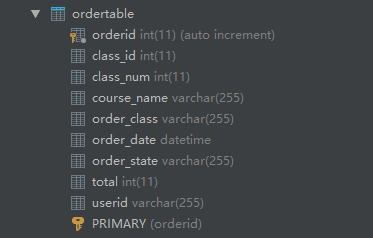 ordertable
orderid int(11) (auto increment)
class_id int(11)
class_num int(11)
course_name varchar(255)
order_class varchar(255)
order_date datetime
order_state varchar(255)
total int(11)
userid varchar(255)
PRIMARY (orderid)